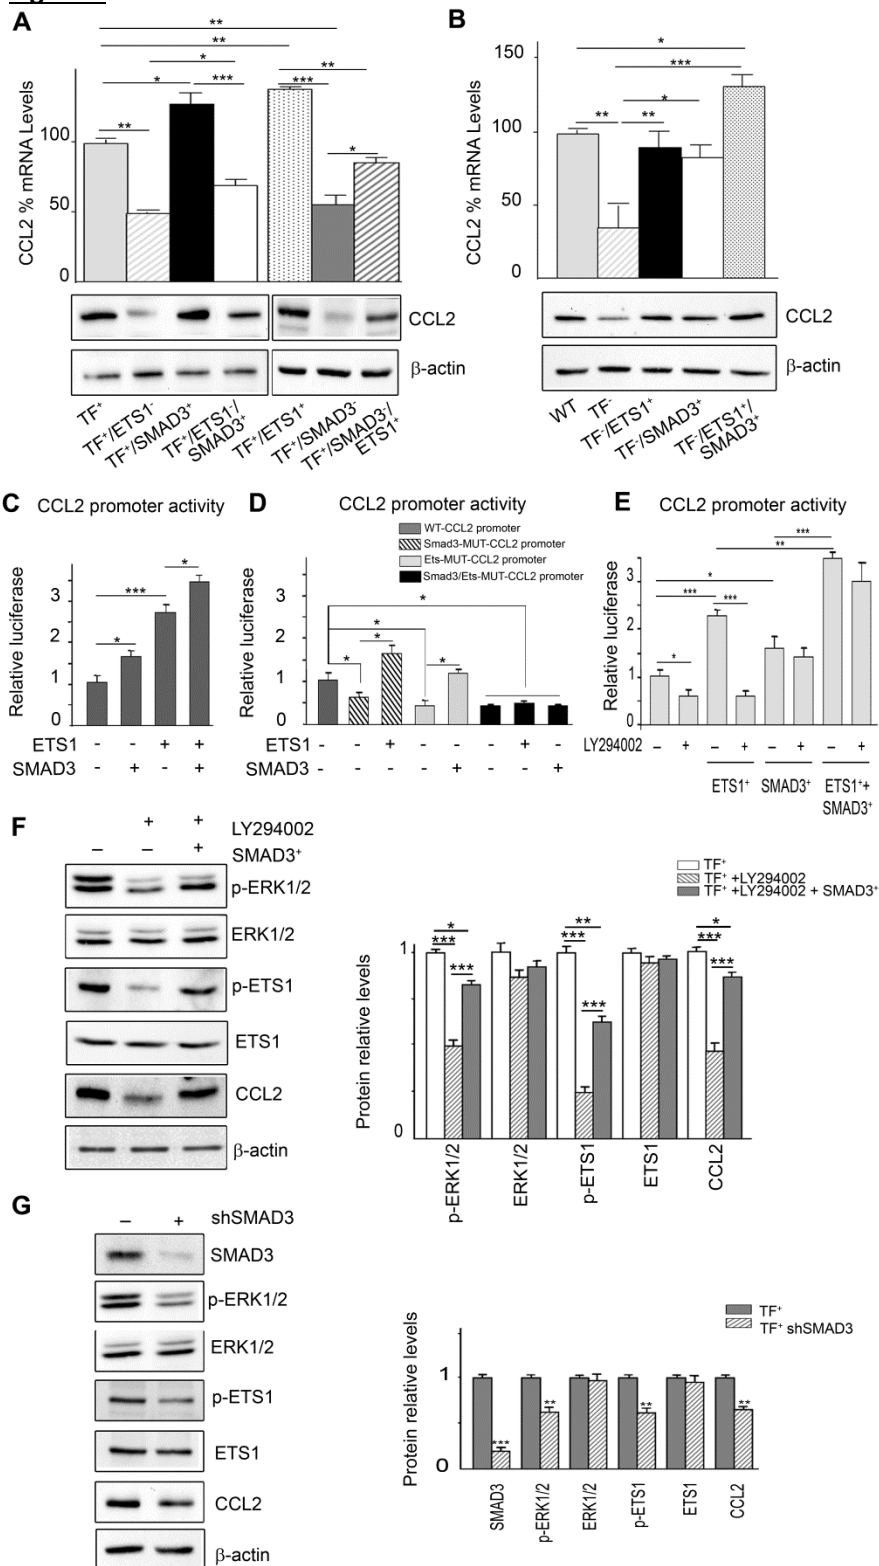 A
**
**
*
**
*
***
***
**
*
CCL2 % mRNA Levels
100
50
0
CCL2
β-actin
TF+
TF+/ETS1-
TF+/SMAD3+
TF+/ETS1-/
SMAD3+
TF+/ETS1+
TF+/SMAD3-
TF+/SMAD3-/
ETS1+
B
*
***
*
**
**
CCL2 % mRNA Levels
150
100
50
0
CCL2
β-actin
WT
TF-
TF-/ETS1+
TF-/SMAD3+
TF-/ETS1+/
SMAD3+
C
CCL2 promoter activity
Relative luciferase
3
2
1
0
*
***
*
ETS1 - - + +
SMAD3 - + - +
D
CCL2 promoter activity
WT-CCL2 promoter
Smad3-MUT-CCL2 promoter
Ets-MUT-CCL2 promoter
Smad3/Ets-MUT-CCL2 promoter
Relative luciferase
3
2
1
0
*
*
*
*
*
ETS1 - - + - - - + -
SMAD3 - - - - + - - +
E
CCL2 promoter activity
Relative luciferase
3
2
1
0
***
**
*
***
***
*
LY294002 - + - + - + - +
ETS1+
SMAD3+
ETS1++
SMAD3+
F
- + + LY294002
- + SMAD3+
p-ERK1/2
ERK1/2
p-ETS1
ETS1
CCL2
β-actin
TF+
TF+ +LY294002
TF+ +LY294002 + SMAD3+
Protein relative levels
1
0
*
***
***
**
***
***
*
***
***
p-ERK1/2
ERK1/2
p-ETS1
ETS1
CCL2
G
- + shSMAD3
SMAD3
p-ERK1/2
ERK1/2
p-ETS1
ETS1
CCL2
β-actin
TF+
TF+ shSMAD3
Protein relative levels
1
0
***
**
**
**
SMAD3
p-ERK1/2
ERK1/2
p-ETS1
ETS1
CCL2